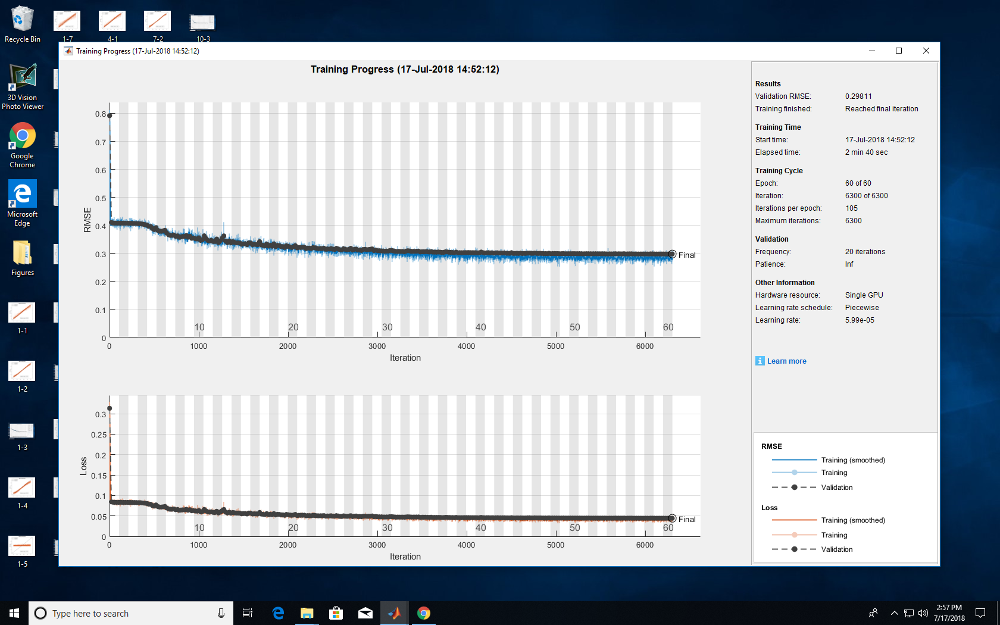 Recycle Bin
1-7
4-1
7-2
10-3
3D Vision
Photo Viewer
Google
Chrome
Microsoft
Edge
Figures
1-1
1-2
1-3
1-4
1-5
Training Progress (17-Jul-2018 14:52:12)
Training Progress (17-Jul-2018 14:52:12)
RMSE
0.8
0.7
0.6
0.5
0.4
0.3
0.2
0.1
0
Final
10 20 30 40 50 60
0 1000 2000 3000 4000 5000 6000
Iteration
Loss
0.3
0.25
0.2
0.15
0.1
0.05
0
Final
10 20 30 40 50 60
0 1000 2000 3000 4000 5000 6000
Iteration
Results
Validation RMSE: 0.29811
Training finished: Reached final iteration
Training Time
Start time: 17-Jul-2018 14:52:12
Elapsed time: 2 min 40 sec
Training Cycle
Epoch: 60 of 60
Iteration: 6300 of 6300
Iterations per epoch: 105
Maximum iterations: 6300
Validation
Frequency: 20 iterations
Patience: Inf
Other Information
Hardware resource: Single GPU
Learning rate schedule: Piecewise
Learning rate: 5.99e-05
Learn more
RMSE
Training (smoothed)
Training
Validation
Loss
Training (smoothed)
Training
Validation
Type here to search
2:57 PM
7/17/2018